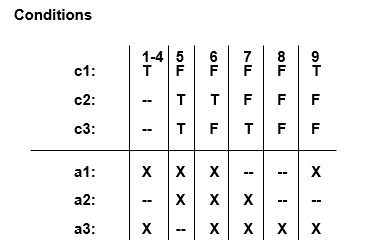 Conditions
1-4 5 6 7 8 9
c1: T F F F F T
c2: -- T T F F F
c3: -- T F T F F
a1: X X X -- -- X
a2: -- X X X -- --
a3: X -- X X X X